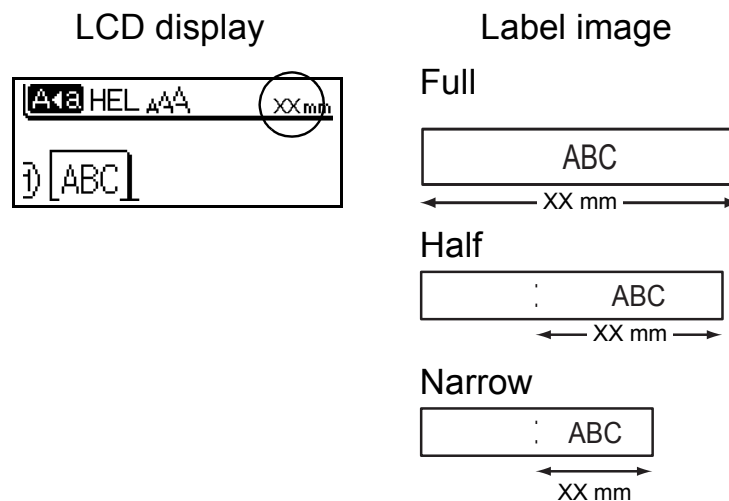 LCD display
Label image
A◂a HEL AAA XXmm
1) ABC
Full
ABC
XX mm
Half
ABC
XX mm
Narrow
ABC
XX mm